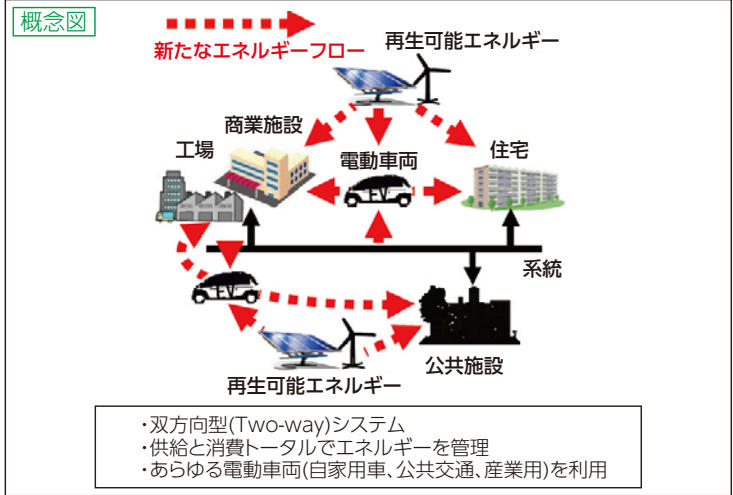 概念図
新たなエネルギーフロー
再生可能エネルギー
商業施設
工場
電動車両
住宅
EV
系統
EV
公共施設
再生可能エネルギー
・双方向型(Two-way)システム
・供給と消費トータルでエネルギーを管理
・あらゆる電動車両(自家用車、公共交通、産業用)を利用